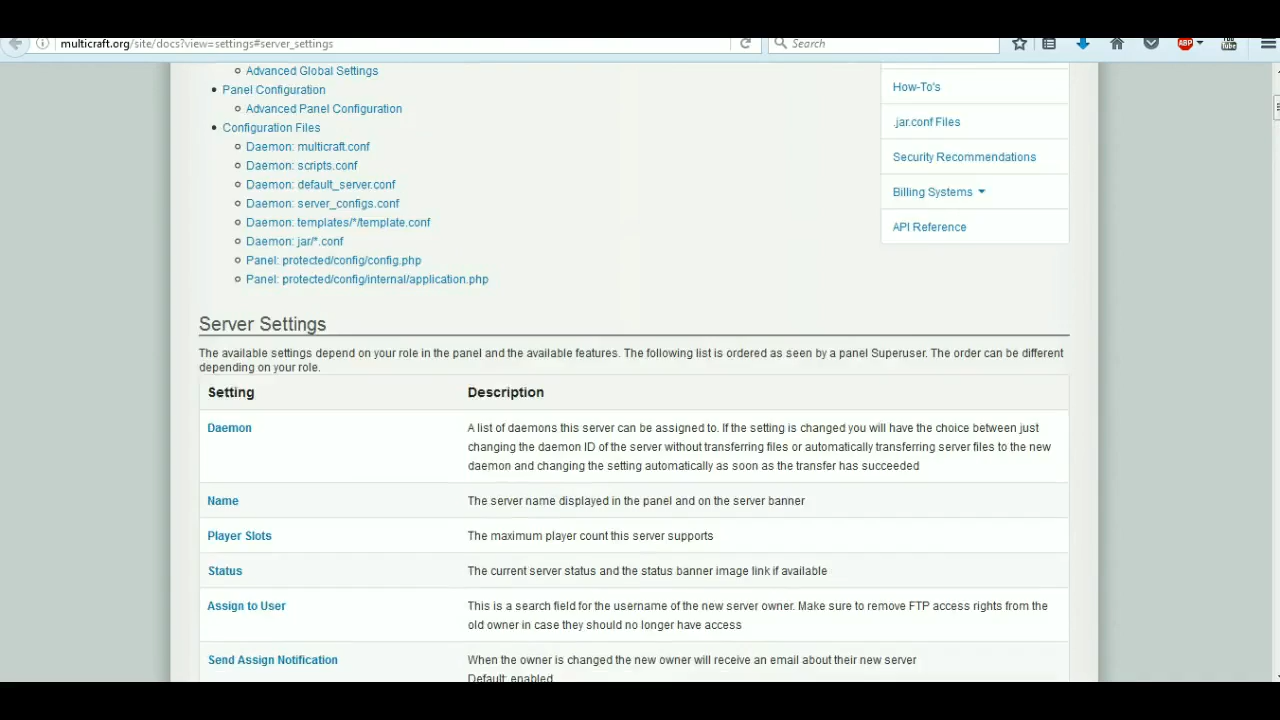 multicraft.org/site/docs?view=settings#server_settings
Search
ABP
You Tube
Advanced Global Settings
Panel Configuration
Advanced Panel Configuration
Configuration Files
Daemon: multicraft.conf
Daemon: scripts.conf
Daemon: default_server.conf
Daemon: server_configs.conf
Daemon: templates/*/template.conf
Daemon: jar/*.conf
Panel: protected/config/config.php
Panel: protected/config/internal/application.php
How-To's
.jar.conf Files
Security Recommendations
Billing Systems
API Reference
Server Settings
The available settings depend on your role in the panel and the available features. The following list is ordered as seen by a panel Superuser. The order can be different
depending on your role.
Setting Description
Daemon A list of daemons this server can be assigned to. If the setting is changed you will have the choice between just
changing the daemon ID of the server without transferring files or automatically transferring server files to the new
daemon and changing the setting automatically as soon as the transfer has succeeded
Name The server name displayed in the panel and on the server banner
Player Slots The maximum player count this server supports
Status The current server status and the status banner image link if available
Assign to User This is a search field for the username of the new server owner. Make sure to remove FTP access rights from the
old owner in case they should no longer have access
Send Assign Notification When the owner is changed the new owner will receive an email about their new server
Default: enabled